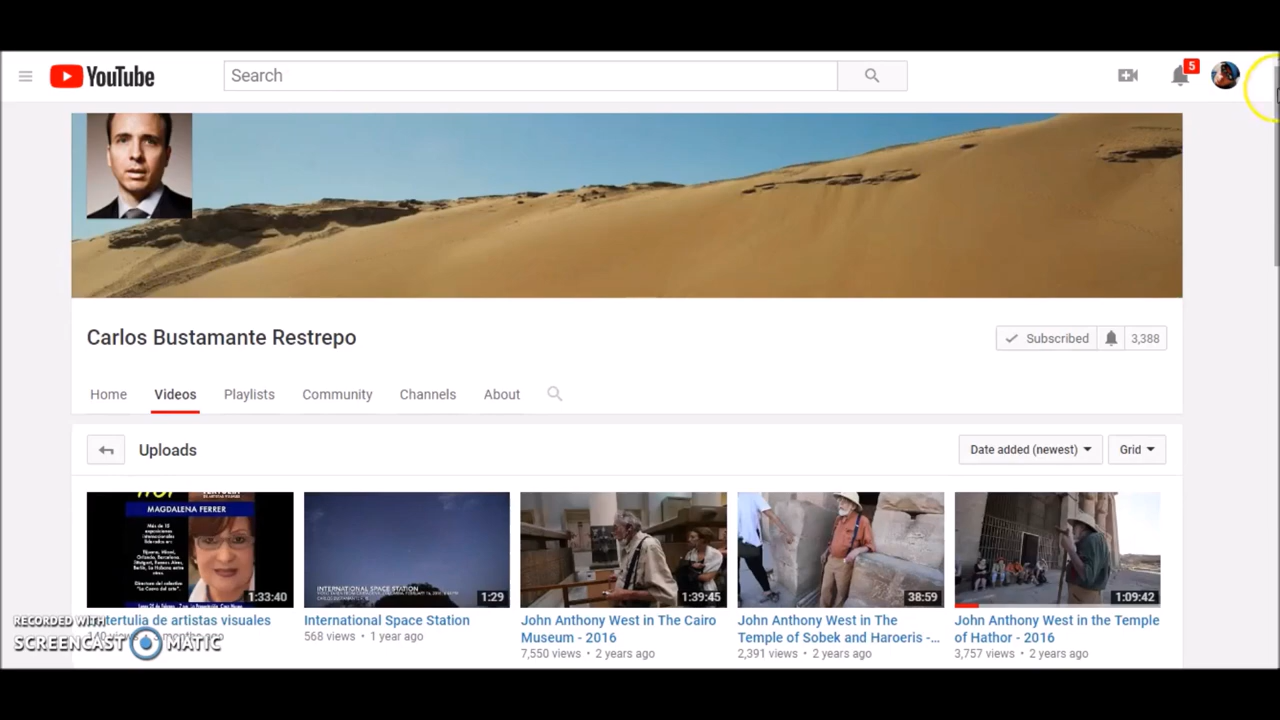 YouTube
Search
5
Carlos Bustamante Restrepo
Subscribed
3,388
Home
Videos
Playlists
Community
Channels
About
Uploads
Date added (newest)
Grid
MAGDALENA FERRER
1:33:40
INTERNATIONAL SPACE STATION
1:29
1:39:45
38:59
1:09:42
tertulia de artistas visuales
International Space Station
568 views • 1 year ago
John Anthony West in The Cairo
Museum - 2016
7,550 views • 2 years ago
John Anthony West in The
Temple of Sobek and Haroeris -...
2,391 views • 2 years ago
John Anthony West in the Temple
of Hathor - 2016
3,757 views • 2 years ago
RECORDED WITH
SCREENCAST MATIC